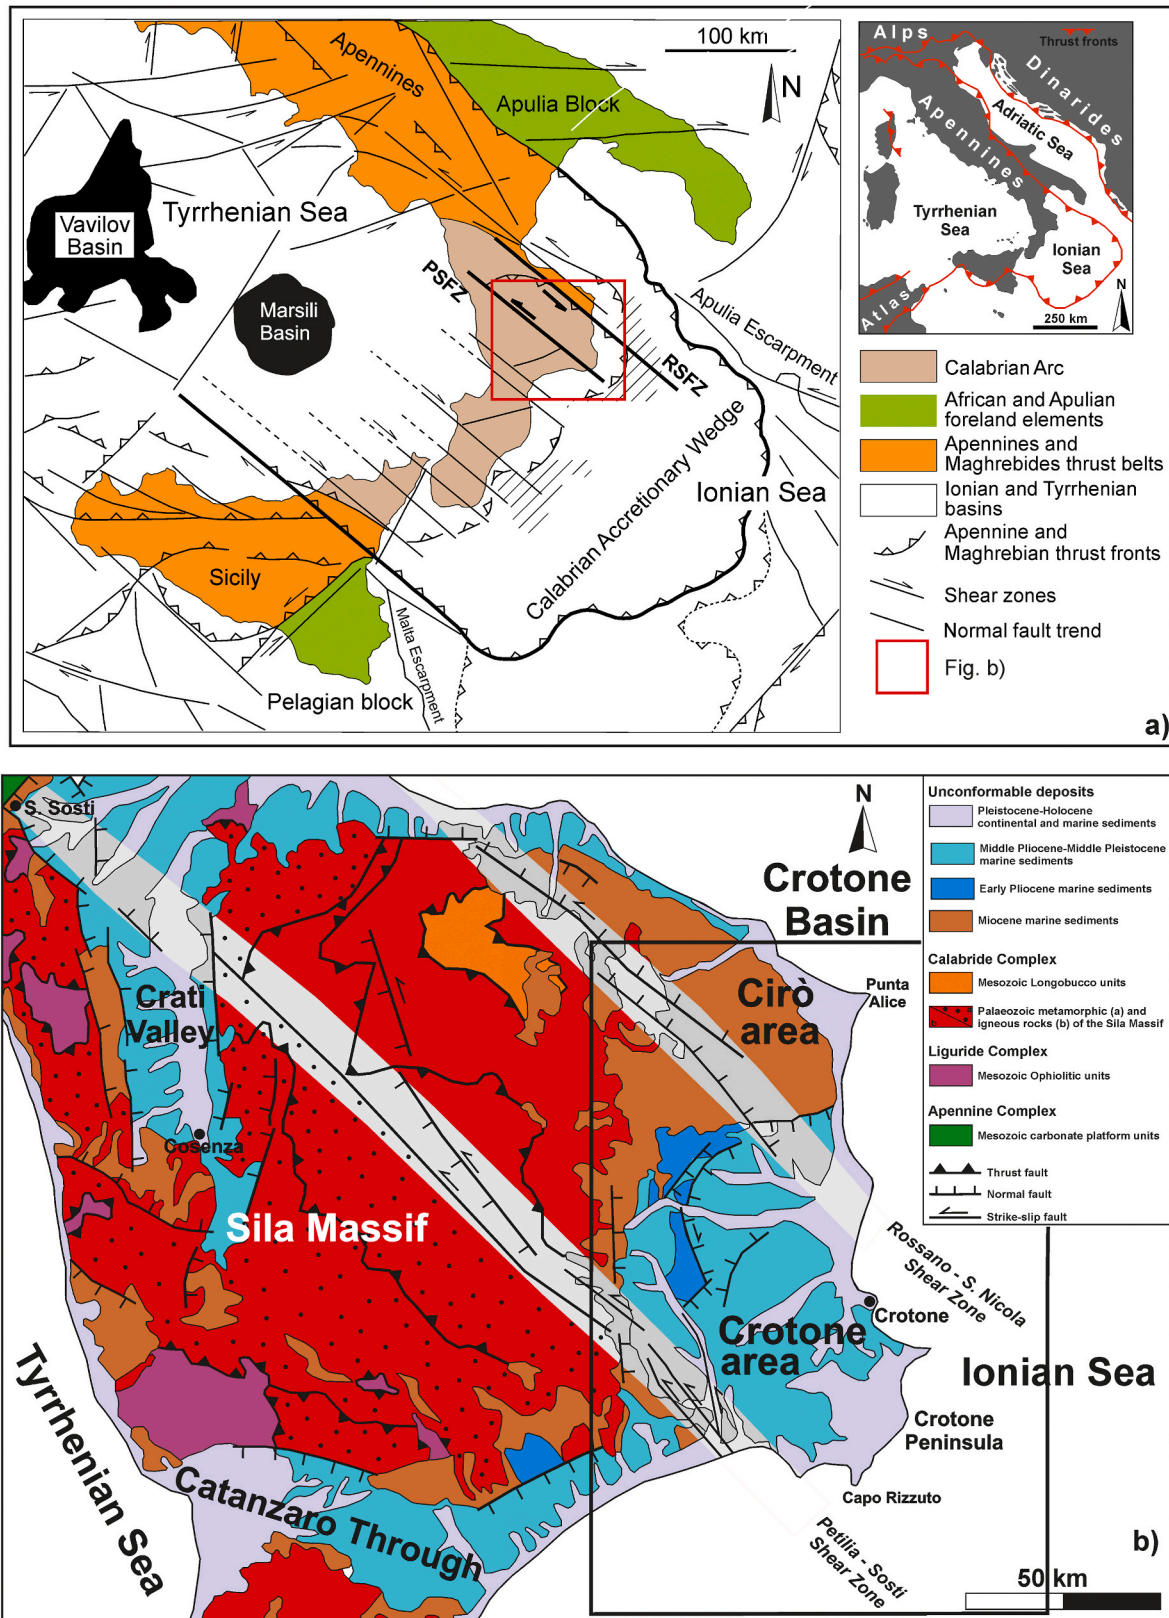 100 km
N
Apennines
Apulia Block
Vavilov
Basin
Tyrrhenian Sea
Marsili
Basin
PSFZ
RSFZ
Apulia Escarpment
Calabrian Accretionary Wedge
Ionian Sea
Sicily
Malta Escarpment
Pelagian block
Alps
Thrust fronts
Dinarides
Adriatic Sea
Apennines
Tyrrhenian
Sea
Ionian
Sea
Atlas
N
250 km
Calabrian Arc
African and Apulian
foreland elements
Apennines and
Maghrebides thrust belts
Ionian and Tyrrhenian
basins
Apennine and
Maghrebian thrust fronts
Shear zones
Normal fault trend
Fig. b)
a)
S. Sosti
N
Crotone
Basin
Punta
Alice
Cirò
area
Crati
Valley
Cosenza
Sila Massif
Rossano - S. Nicola
Shear Zone
Crotone
Crotone
area
Ionian Sea
Tyrrhenian Sea
Crotone
Peninsula
Capo Rizzuto
Catanzaro Through
Petilia - Sosti
Shear Zone
b)
50 km
Unconformable deposits
Pleistocene-Holocene
continental and marine sediments
Middle Pliocene-Middle Pleistocene
marine sediments
Early Pliocene marine sediments
Miocene marine sediments
Calabride Complex
Mesozoic Longobucco units
Palaeozoic metamorphic (a) and
igneous rocks (b) of the Sila Massif
Liguride Complex
Mesozoic Ophiolitic units
Apennine Complex
Mesozoic carbonate platform units
Thrust fault
Normal fault
Strike-slip fault